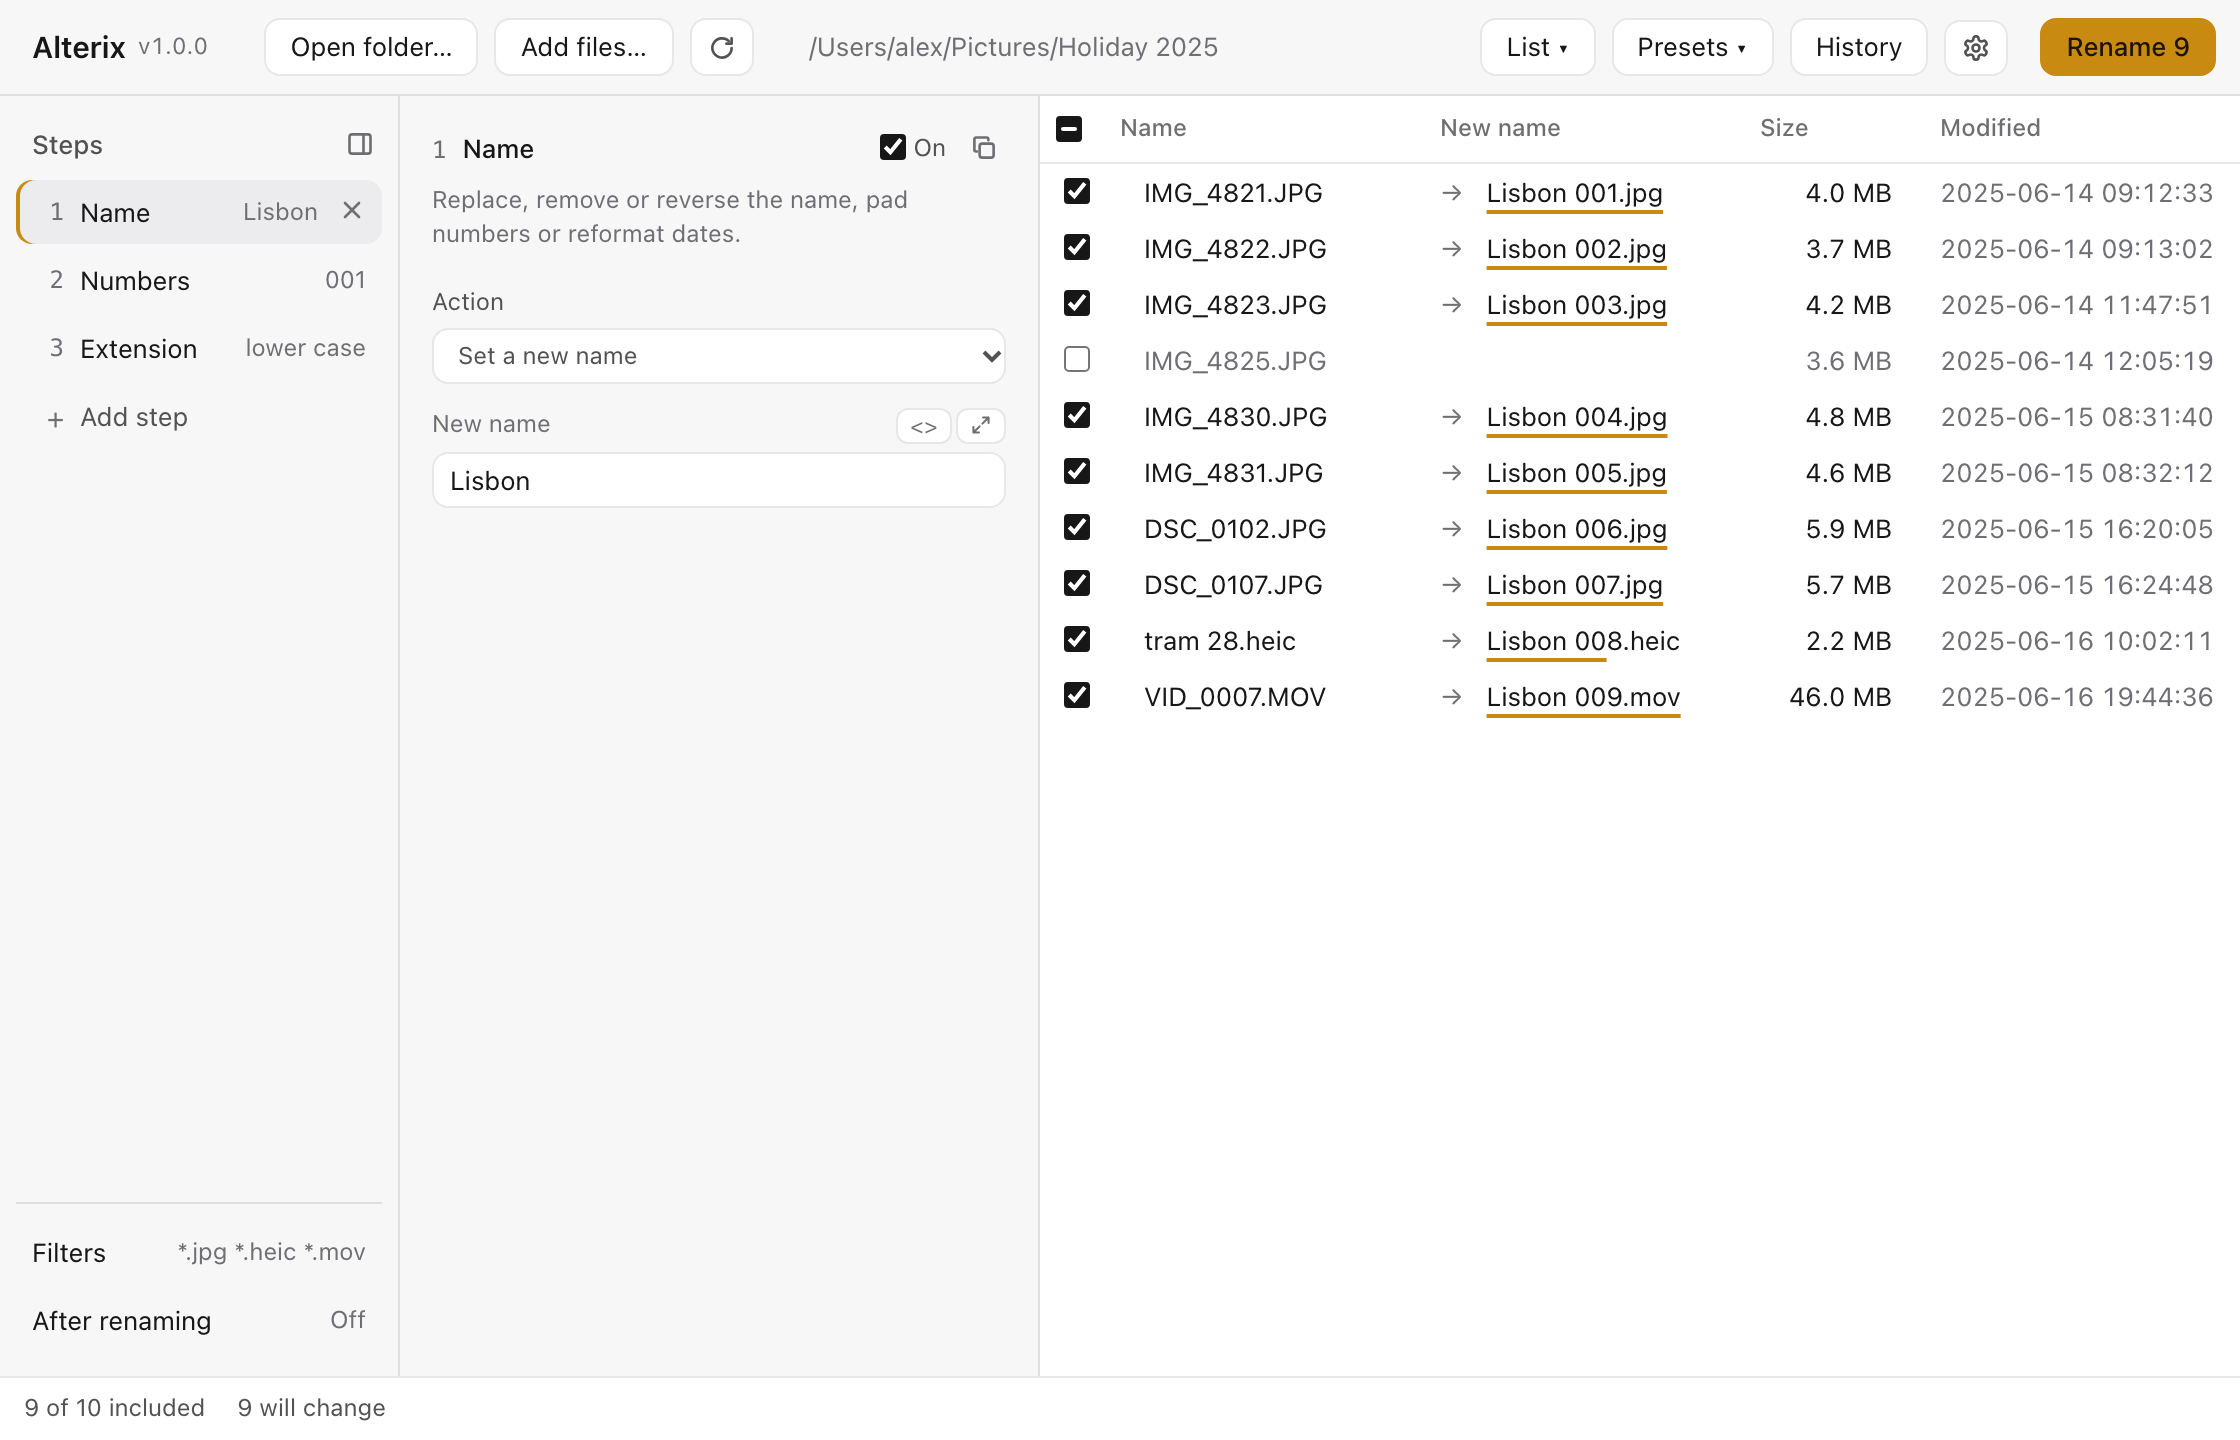 Alterix v1.0.0 Open folder... Add files... /Users/alex/Pictures/Holiday 2025 List ▾ Presets ▾ History Rename 9
Steps
1 Name Lisbon
2 Numbers 001
3 Extension lower case
+ Add step
Filters *.jpg *.heic *.mov
After renaming Off
1 Name On
Replace, remove or reverse the name, pad
numbers or reformat dates.
Action
Set a new name
New name <>
Lisbon
Name New name Size Modified
IMG_4821.JPG → Lisbon 001.jpg 4.0 MB 2025-06-14 09:12:33
IMG_4822.JPG → Lisbon 002.jpg 3.7 MB 2025-06-14 09:13:02
IMG_4823.JPG → Lisbon 003.jpg 4.2 MB 2025-06-14 11:47:51
IMG_4825.JPG 3.6 MB 2025-06-14 12:05:19
IMG_4830.JPG → Lisbon 004.jpg 4.8 MB 2025-06-15 08:31:40
IMG_4831.JPG → Lisbon 005.jpg 4.6 MB 2025-06-15 08:32:12
DSC_0102.JPG → Lisbon 006.jpg 5.9 MB 2025-06-15 16:20:05
DSC_0107.JPG → Lisbon 007.jpg 5.7 MB 2025-06-15 16:24:48
tram 28.heic → Lisbon 008.heic 2.2 MB 2025-06-16 10:02:11
VID_0007.MOV → Lisbon 009.mov 46.0 MB 2025-06-16 19:44:36
9 of 10 included 9 will change